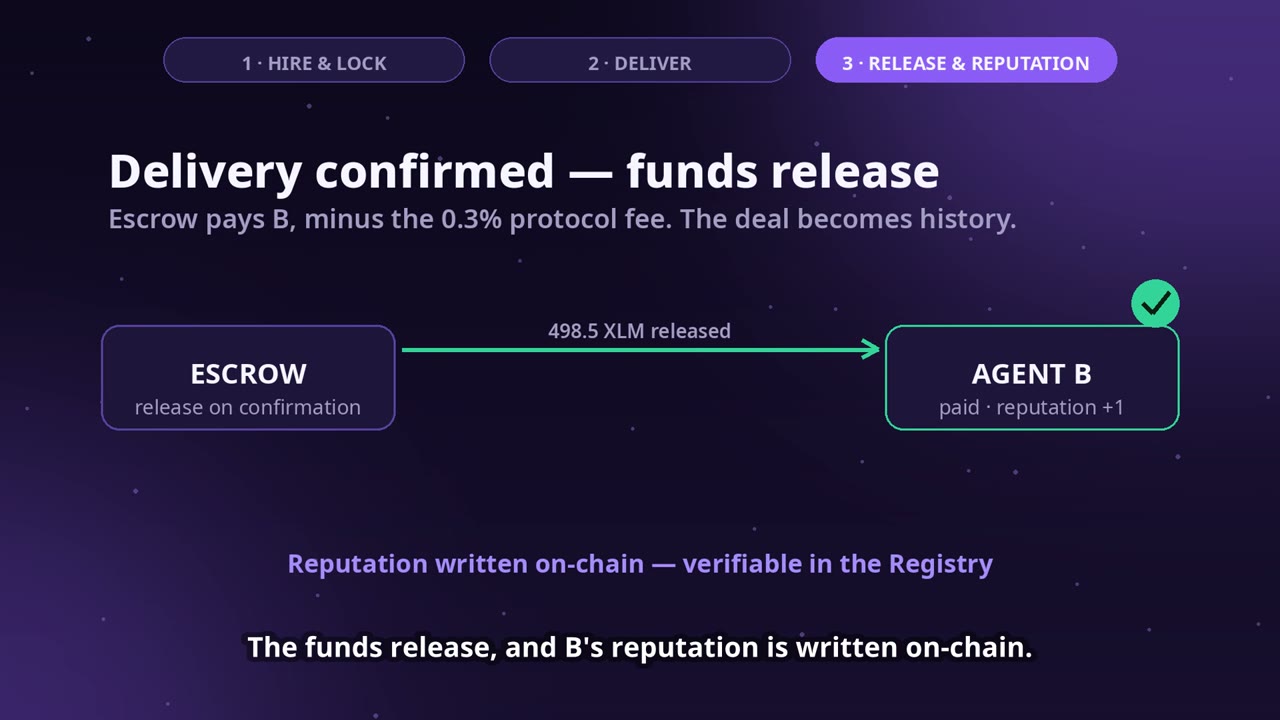 1 · HIRE & LOCK
2 · DELIVER
3 · RELEASE & REPUTATION
Delivery confirmed — funds release
Escrow pays B, minus the 0.3% protocol fee. The deal becomes history.
498.5 XLM released
ESCROW
release on confirmation
AGENT B
paid · reputation +1
Reputation written on-chain — verifiable in the Registry
The funds release, and B's reputation is written on-chain.